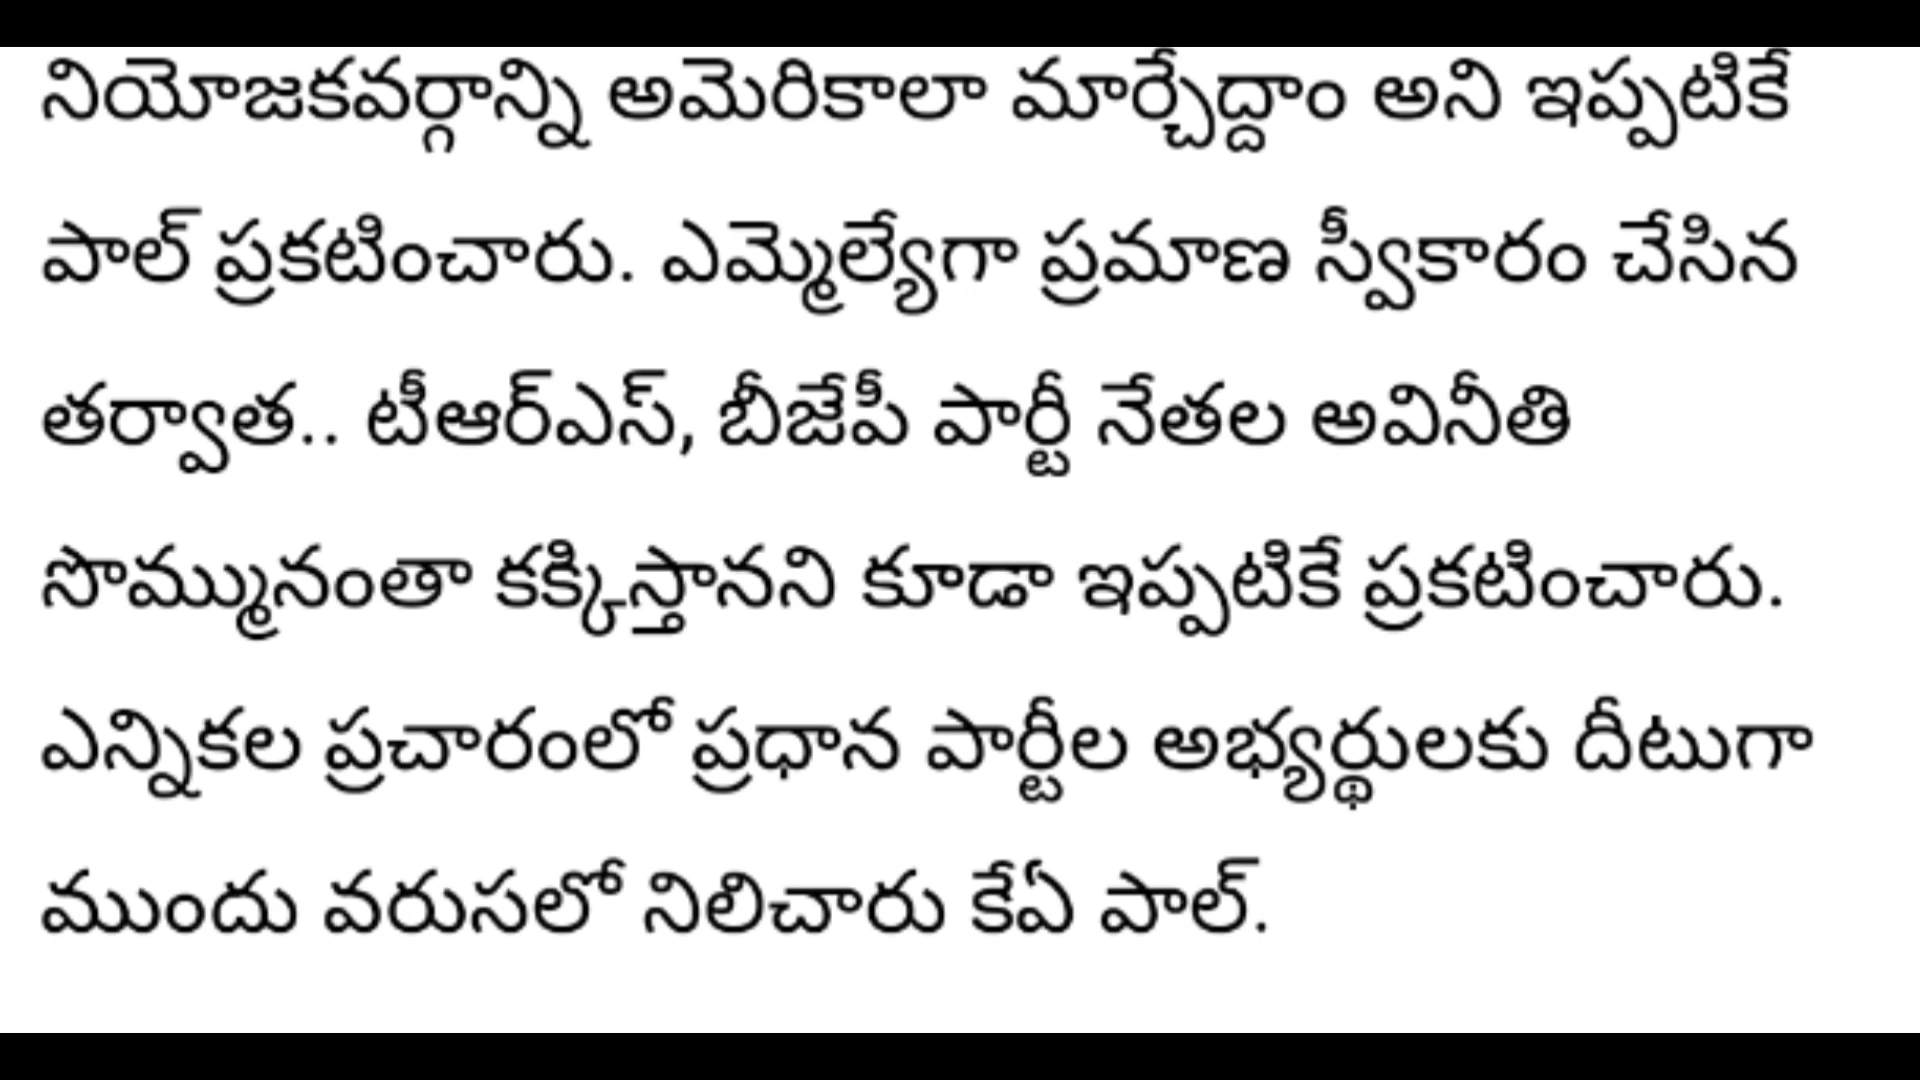 నియోజకవర్గాన్ని అమెరికాలా మార్చేద్దాం అని ఇప్పటికే
పాల్ ప్రకటించారు. ఎమ్మెల్యేగా ప్రమాణ స్వీకారం చేసిన
తర్వాత.. టీఆర్ఎస్, బీజేపీ పార్టీ నేతల అవినీతి
సొమ్మునంతా కక్కిస్తానని కూడా ఇప్పటికే ప్రకటించారు.
ఎన్నికల ప్రచారంలో ప్రధాన పార్టీల అభ్యర్థులకు దీటుగా
ముందు వరుసలో నిలిచారు కేఏ పాల్.